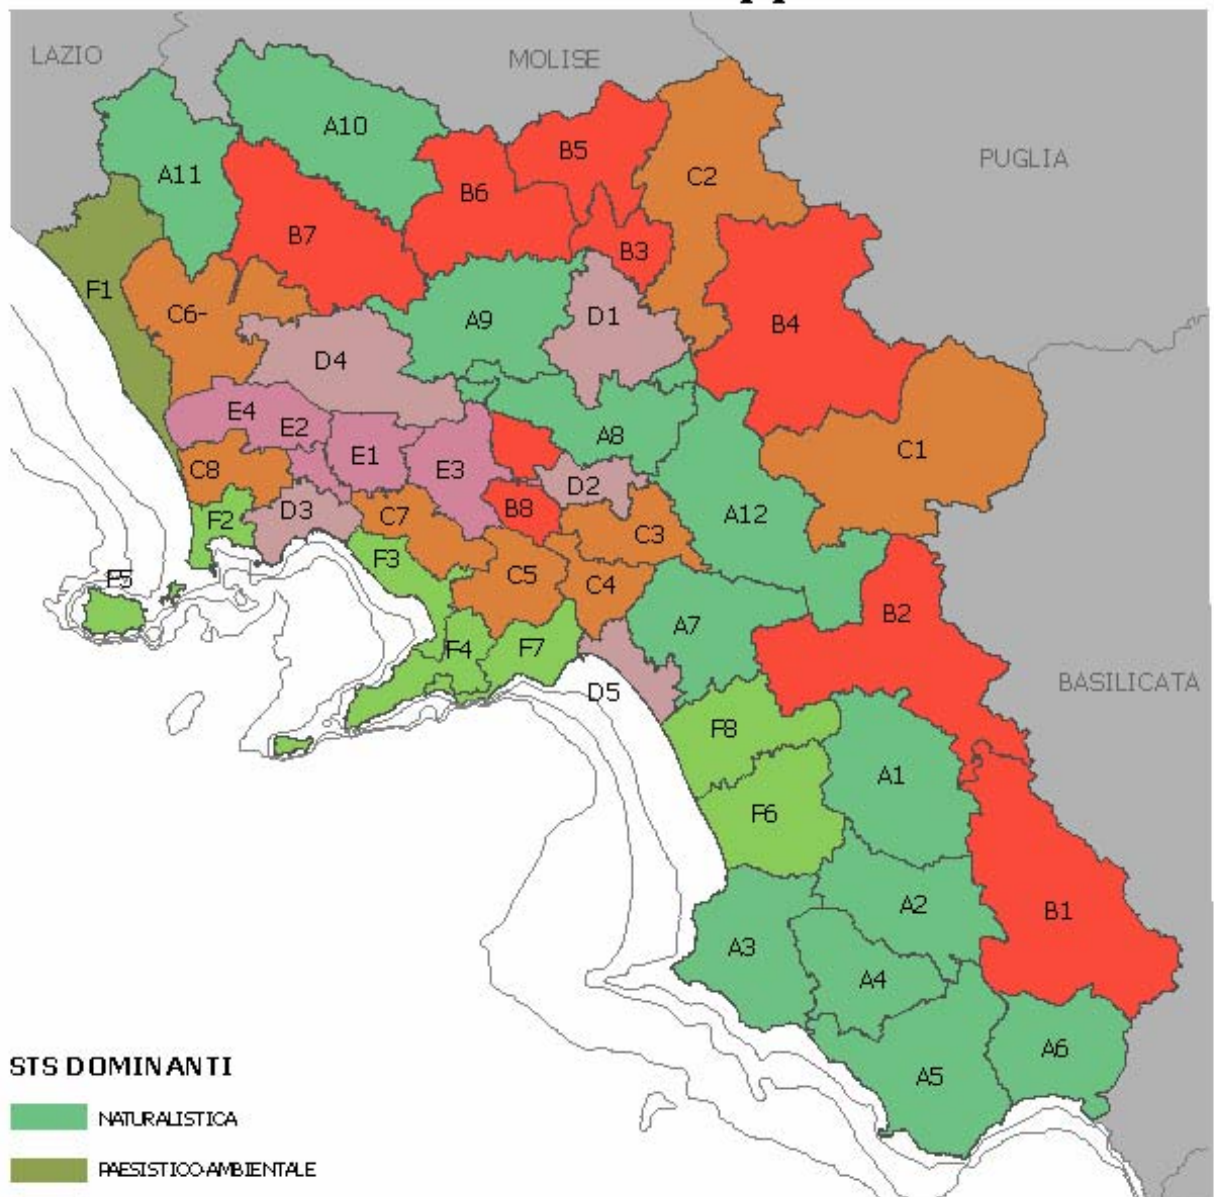 LAZIO
MOLISE
PUGLIA
BASILICATA
A10
B5
A11
B6
C2
B7
B3
F1
C6-
A9
D1
B4
D4
E4
E2
A8
C1
C8
E1
E3
D2
F2
D3
C7
B8
C3
A12
F3
F5
C5
C4
B2
A7
F4
F7
D5
F8
A1
F6
A2
B1
A3
A4
A5
A6
STS DOMINANTI
NATURALISTICA
PAESISTICO-AMBIENTALE